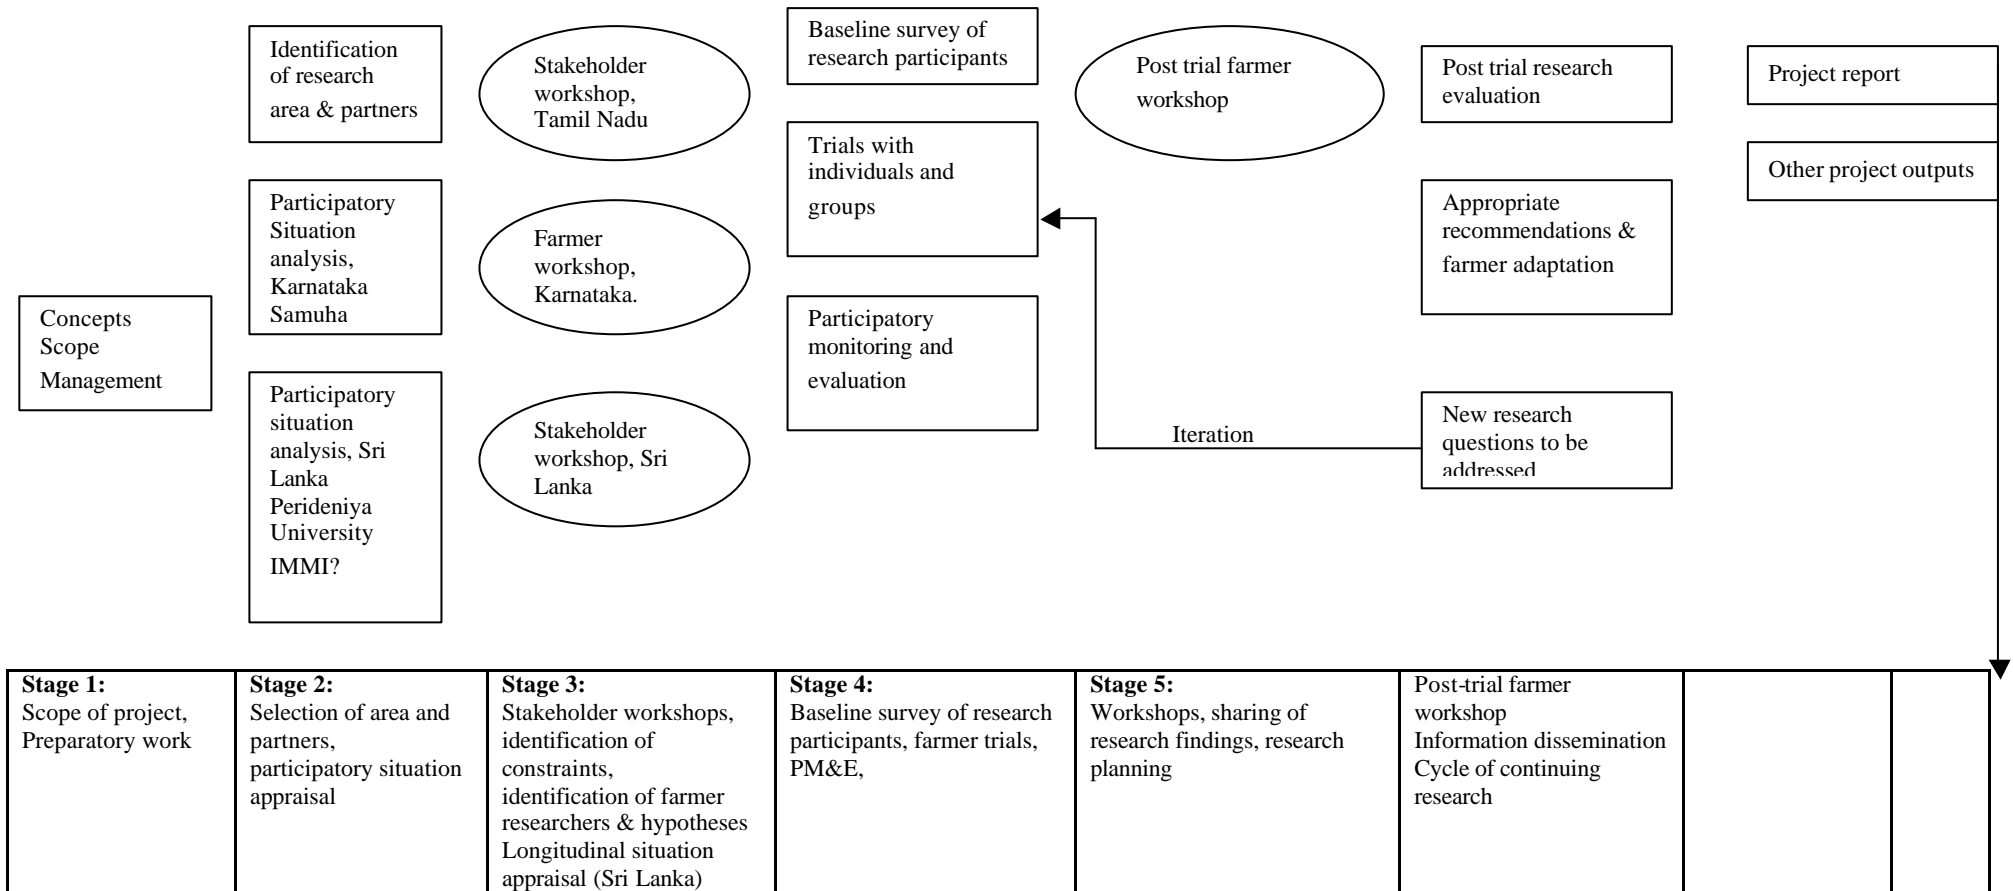 Concepts
Scope
Management
Identification
of research
area & partners
Participatory
Situation
analysis,
Karnataka
Samuha
Participatory
situation
analysis, Sri
Lanka
Perideniya
University
IMMI?
Stakeholder
workshop,
Tamil Nadu
Farmer
workshop,
Karnataka.
Stakeholder
workshop, Sri
Lanka
Baseline survey of
research participants
Trials with
individuals and
groups
Participatory
monitoring and
evaluation
Post trial farmer
workshop
Iteration
Post trial research
evaluation
Appropriate
recommendations &
farmer adaptation
New research
questions to be
addressed
Project report
Other project outputs
Stage 1:
Scope of project,
Preparatory work
Stage 2:
Selection of area and
partners,
participatory situation
appraisal
Stage 3:
Stakeholder workshops,
identification of
constraints,
identification of farmer
researchers & hypotheses
Longitudinal situation
appraisal (Sri Lanka)
Stage 4:
Baseline survey of research
participants, farmer trials,
PM&E,
Stage 5:
Workshops, sharing of
research findings, research
planning
Post-trial farmer
workshop
Information dissemination
Cycle of continuing
research